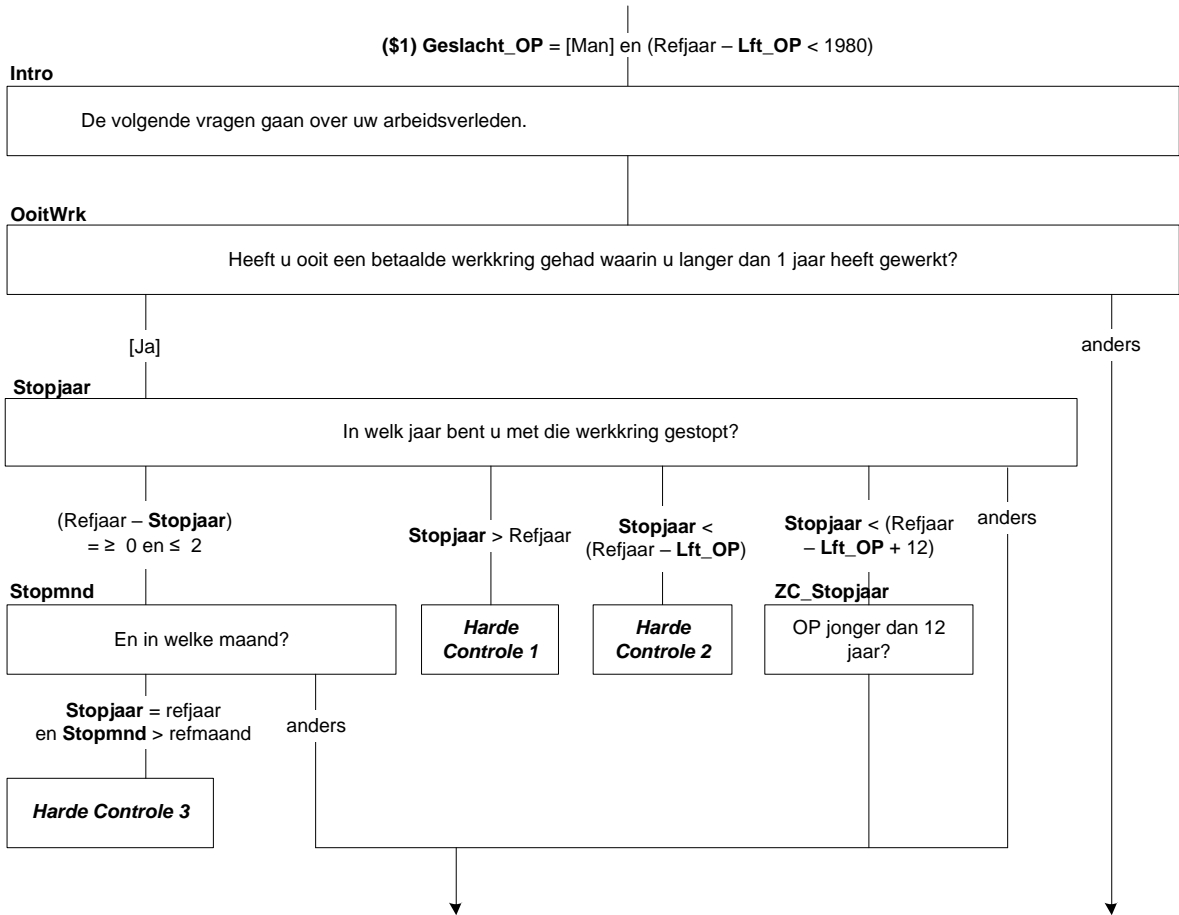 ($1) Geslacht_OP = [Man] en (Refjaar – Lft_OP < 1980)
Intro
De volgende vragen gaan over uw arbeidsverleden.
OoitWrk
Heeft u ooit een betaalde werkkring gehad waarin u langer dan 1 jaar heeft gewerkt?
[Ja]
anders
Stopjaar
In welk jaar bent u met die werkkring gestopt?
(Refjaar – Stopjaar)
= ≥ 0 en ≤ 2
Stopjaar > Refjaar
Stopjaar <
(Refjaar – Lft_OP)
Stopjaar < (Refjaar
– Lft_OP + 12)
anders
Stopmnd
En in welke maand?
Harde
Controle 1
Harde
Controle 2
ZC_Stopjaar
OP jonger dan 12
jaar?
Stopjaar = refjaar
en Stopmnd > refmaand
anders
Harde Controle 3